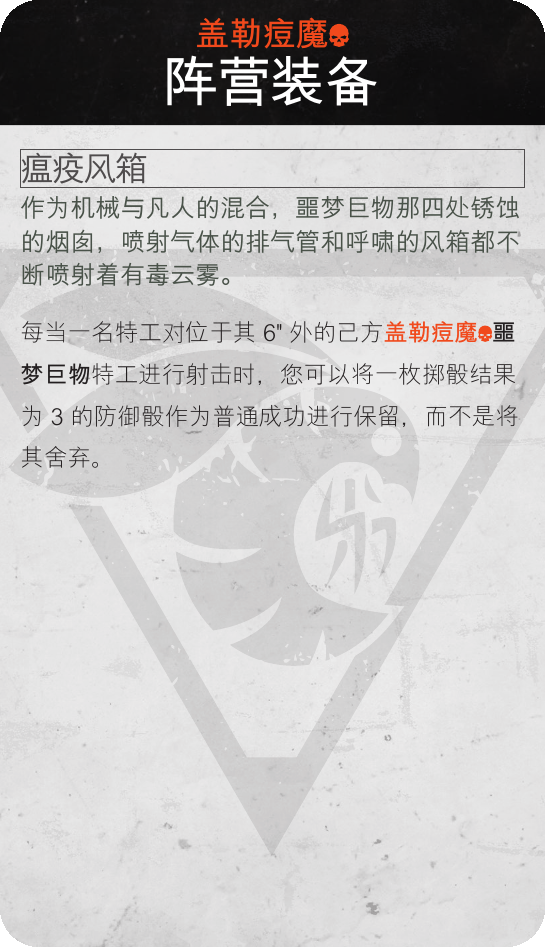 盖勒痘魔
阵营装备
瘟疫风箱
作为机械与凡人的混合，噩梦巨物那四处锈蚀
的烟囱，喷射气体的排气管和呼啸的风箱都不
断喷射着有毒云雾。
每当一名特工对位于其 6" 外的己方盖勒痘魔噩
梦巨物特工进行射击时，您可以将一枚掷骰结果
为 3 的防御骰作为普通成功进行保留，而不是将
其舍弃。